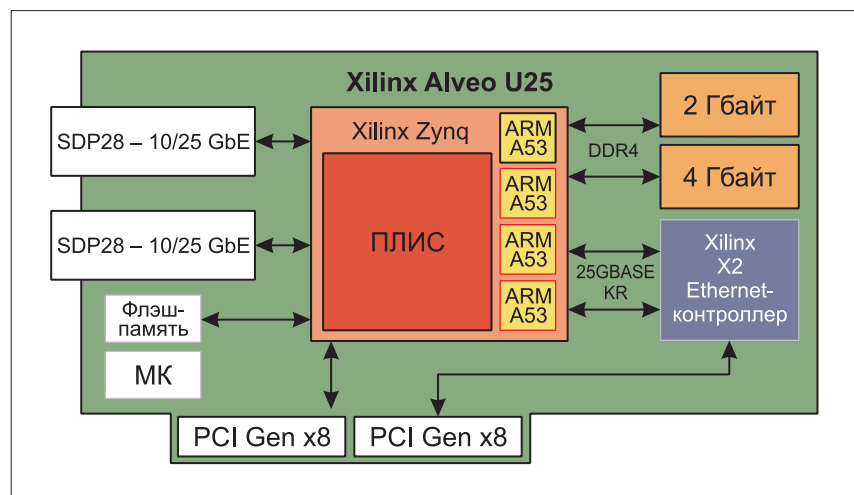 Xilinx Alveo U25
SDP28 – 10/25 GbE
SDP28 – 10/25 GbE
Флэш-
память
МК
Xilinx Zynq
ПЛИС
ARM
A53
ARM
A53
ARM
A53
ARM
A53
DDR4
25GBASE
KR
2 Гбайт
4 Гбайт
Xilinx
X2
Ethernet-
контроллер
PCI Gen x8
PCI Gen x8